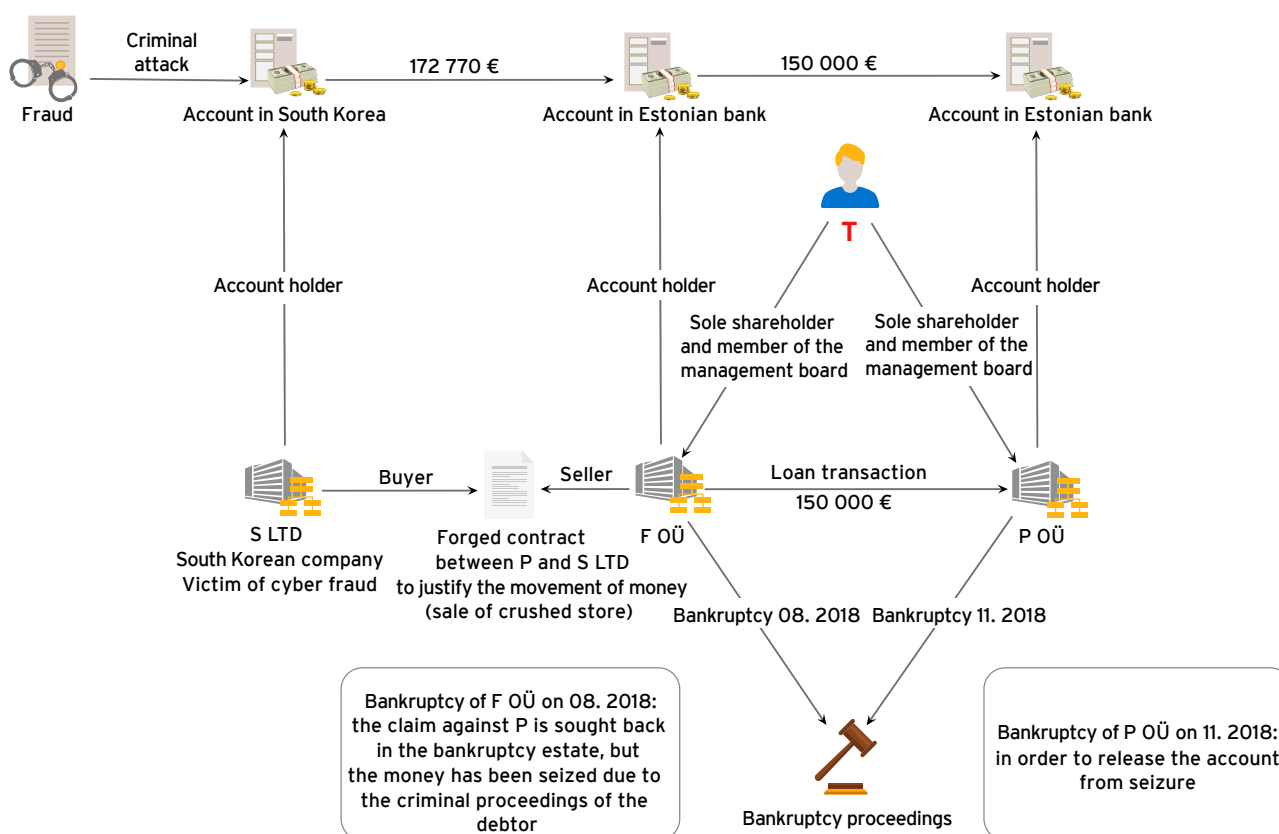 Criminal
attack
172 770 €
150 000 €
Fraud
Account in South Korea
Account in Estonian bank
Account in Estonian bank
T
Account holder
Account holder
Account holder
Sole shareholder
and member of the
management board
Sole shareholder
and member of the
management board
Buyer
Seller
Loan transaction
150 000 €
S LTD
South Korean company
Victim of cyber fraud
Forged contract
between P and S LTD
to justify the movement of money
(sale of crushed store)
F OÜ
P OÜ
Bankruptcy 08. 2018
Bankruptcy 11. 2018
Bankruptcy of F OÜ on 08. 2018:
the claim against P is sought back
in the bankruptcy estate, but
the money has been seized due to
the criminal proceedings of the
debtor
Bankruptcy proceedings
Bankruptcy of P OÜ on 11. 2018:
in order to release the account
from seizure